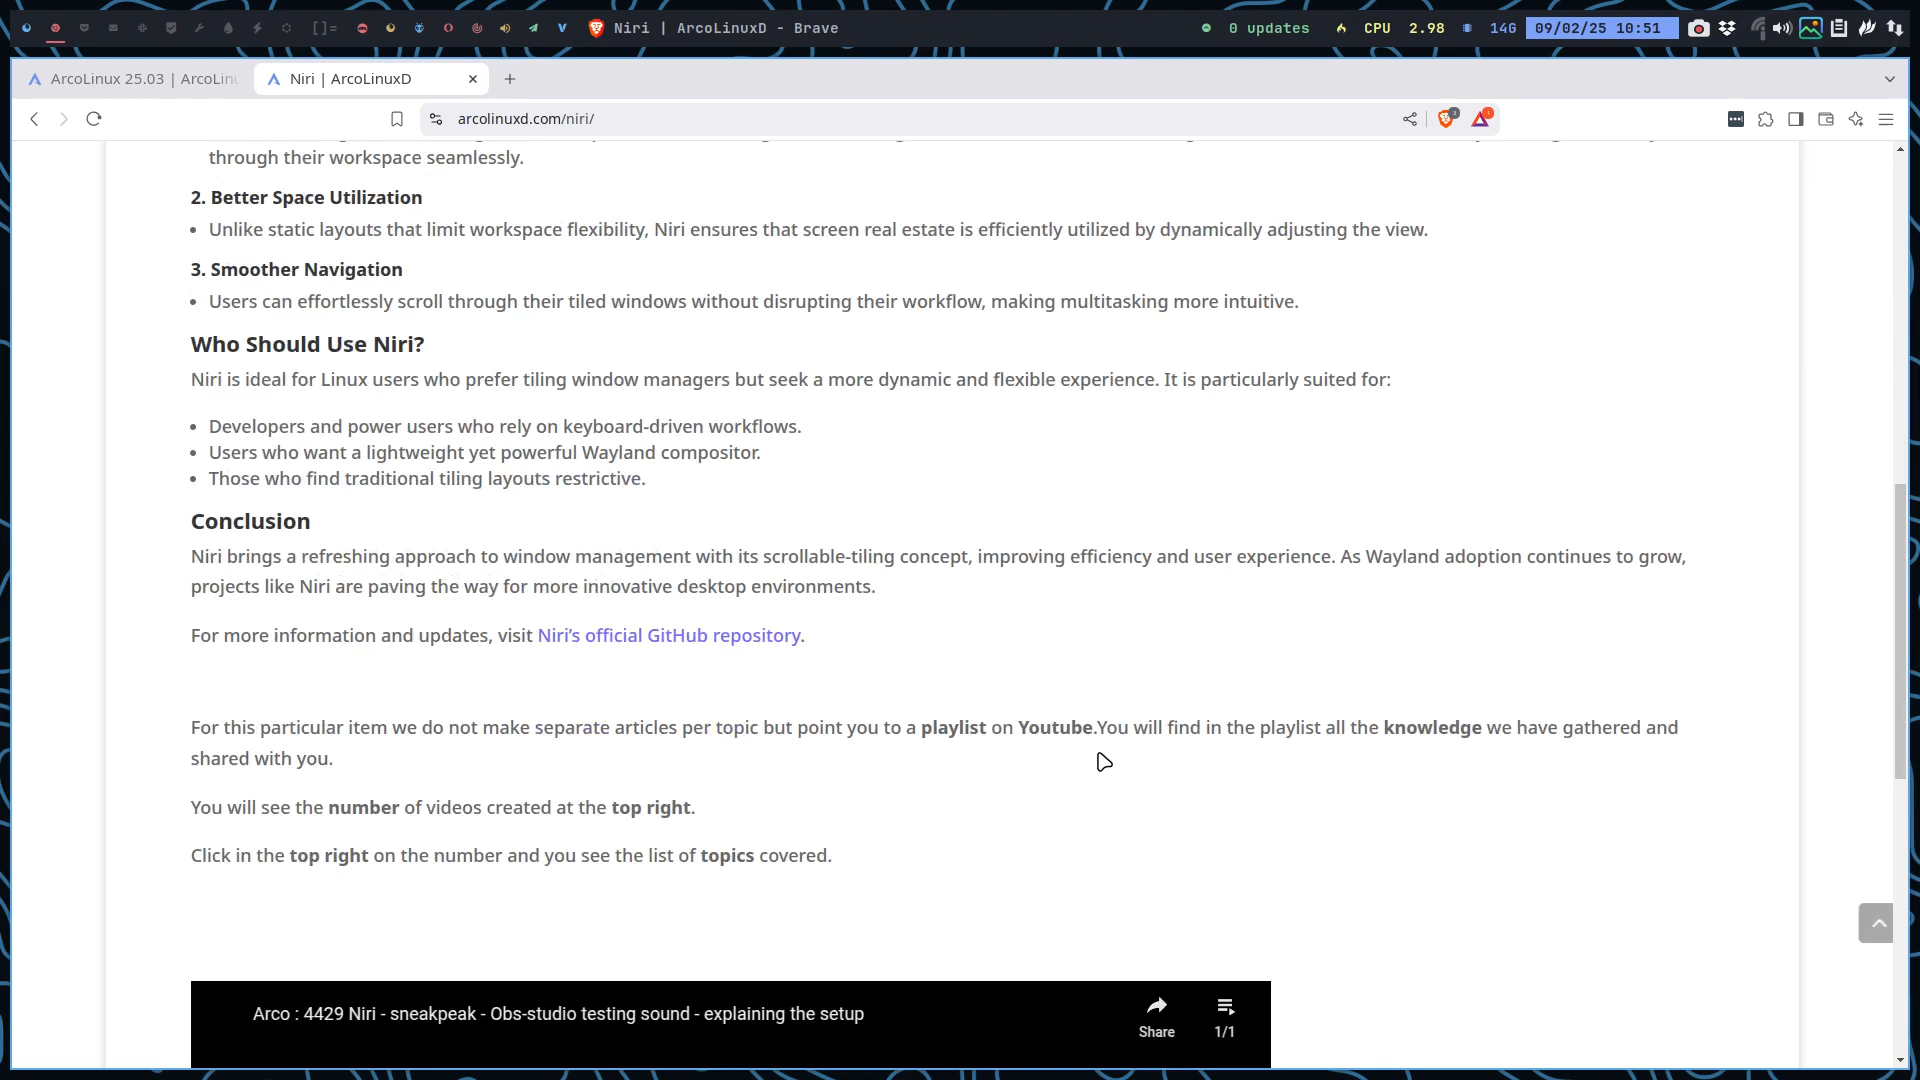 []=
Niri | ArcoLinuxD - Brave
0 updates
CPU 2.98
14G
09/02/25 10:51
ArcoLinux 25.03 | ArcoLinu
Niri | ArcoLinuxD
arcolinuxd.com/niri/
through their workspace seamlessly.
2. Better Space Utilization
• Unlike static layouts that limit workspace flexibility, Niri ensures that screen real estate is efficiently utilized by dynamically adjusting the view.
3. Smoother Navigation
• Users can effortlessly scroll through their tiled windows without disrupting their workflow, making multitasking more intuitive.
Who Should Use Niri?
Niri is ideal for Linux users who prefer tiling window managers but seek a more dynamic and flexible experience. It is particularly suited for:
• Developers and power users who rely on keyboard-driven workflows.
• Users who want a lightweight yet powerful Wayland compositor.
• Those who find traditional tiling layouts restrictive.
Conclusion
Niri brings a refreshing approach to window management with its scrollable-tiling concept, improving efficiency and user experience. As Wayland adoption continues to grow,
projects like Niri are paving the way for more innovative desktop environments.
For more information and updates, visit Niri’s official GitHub repository.
For this particular item we do not make separate articles per topic but point you to a playlist on Youtube.You will find in the playlist all the knowledge we have gathered and
shared with you.
You will see the number of videos created at the top right.
Click in the top right on the number and you see the list of topics covered.
Arco : 4429 Niri - sneakpeak - Obs-studio testing sound - explaining the setup
Share
1/1